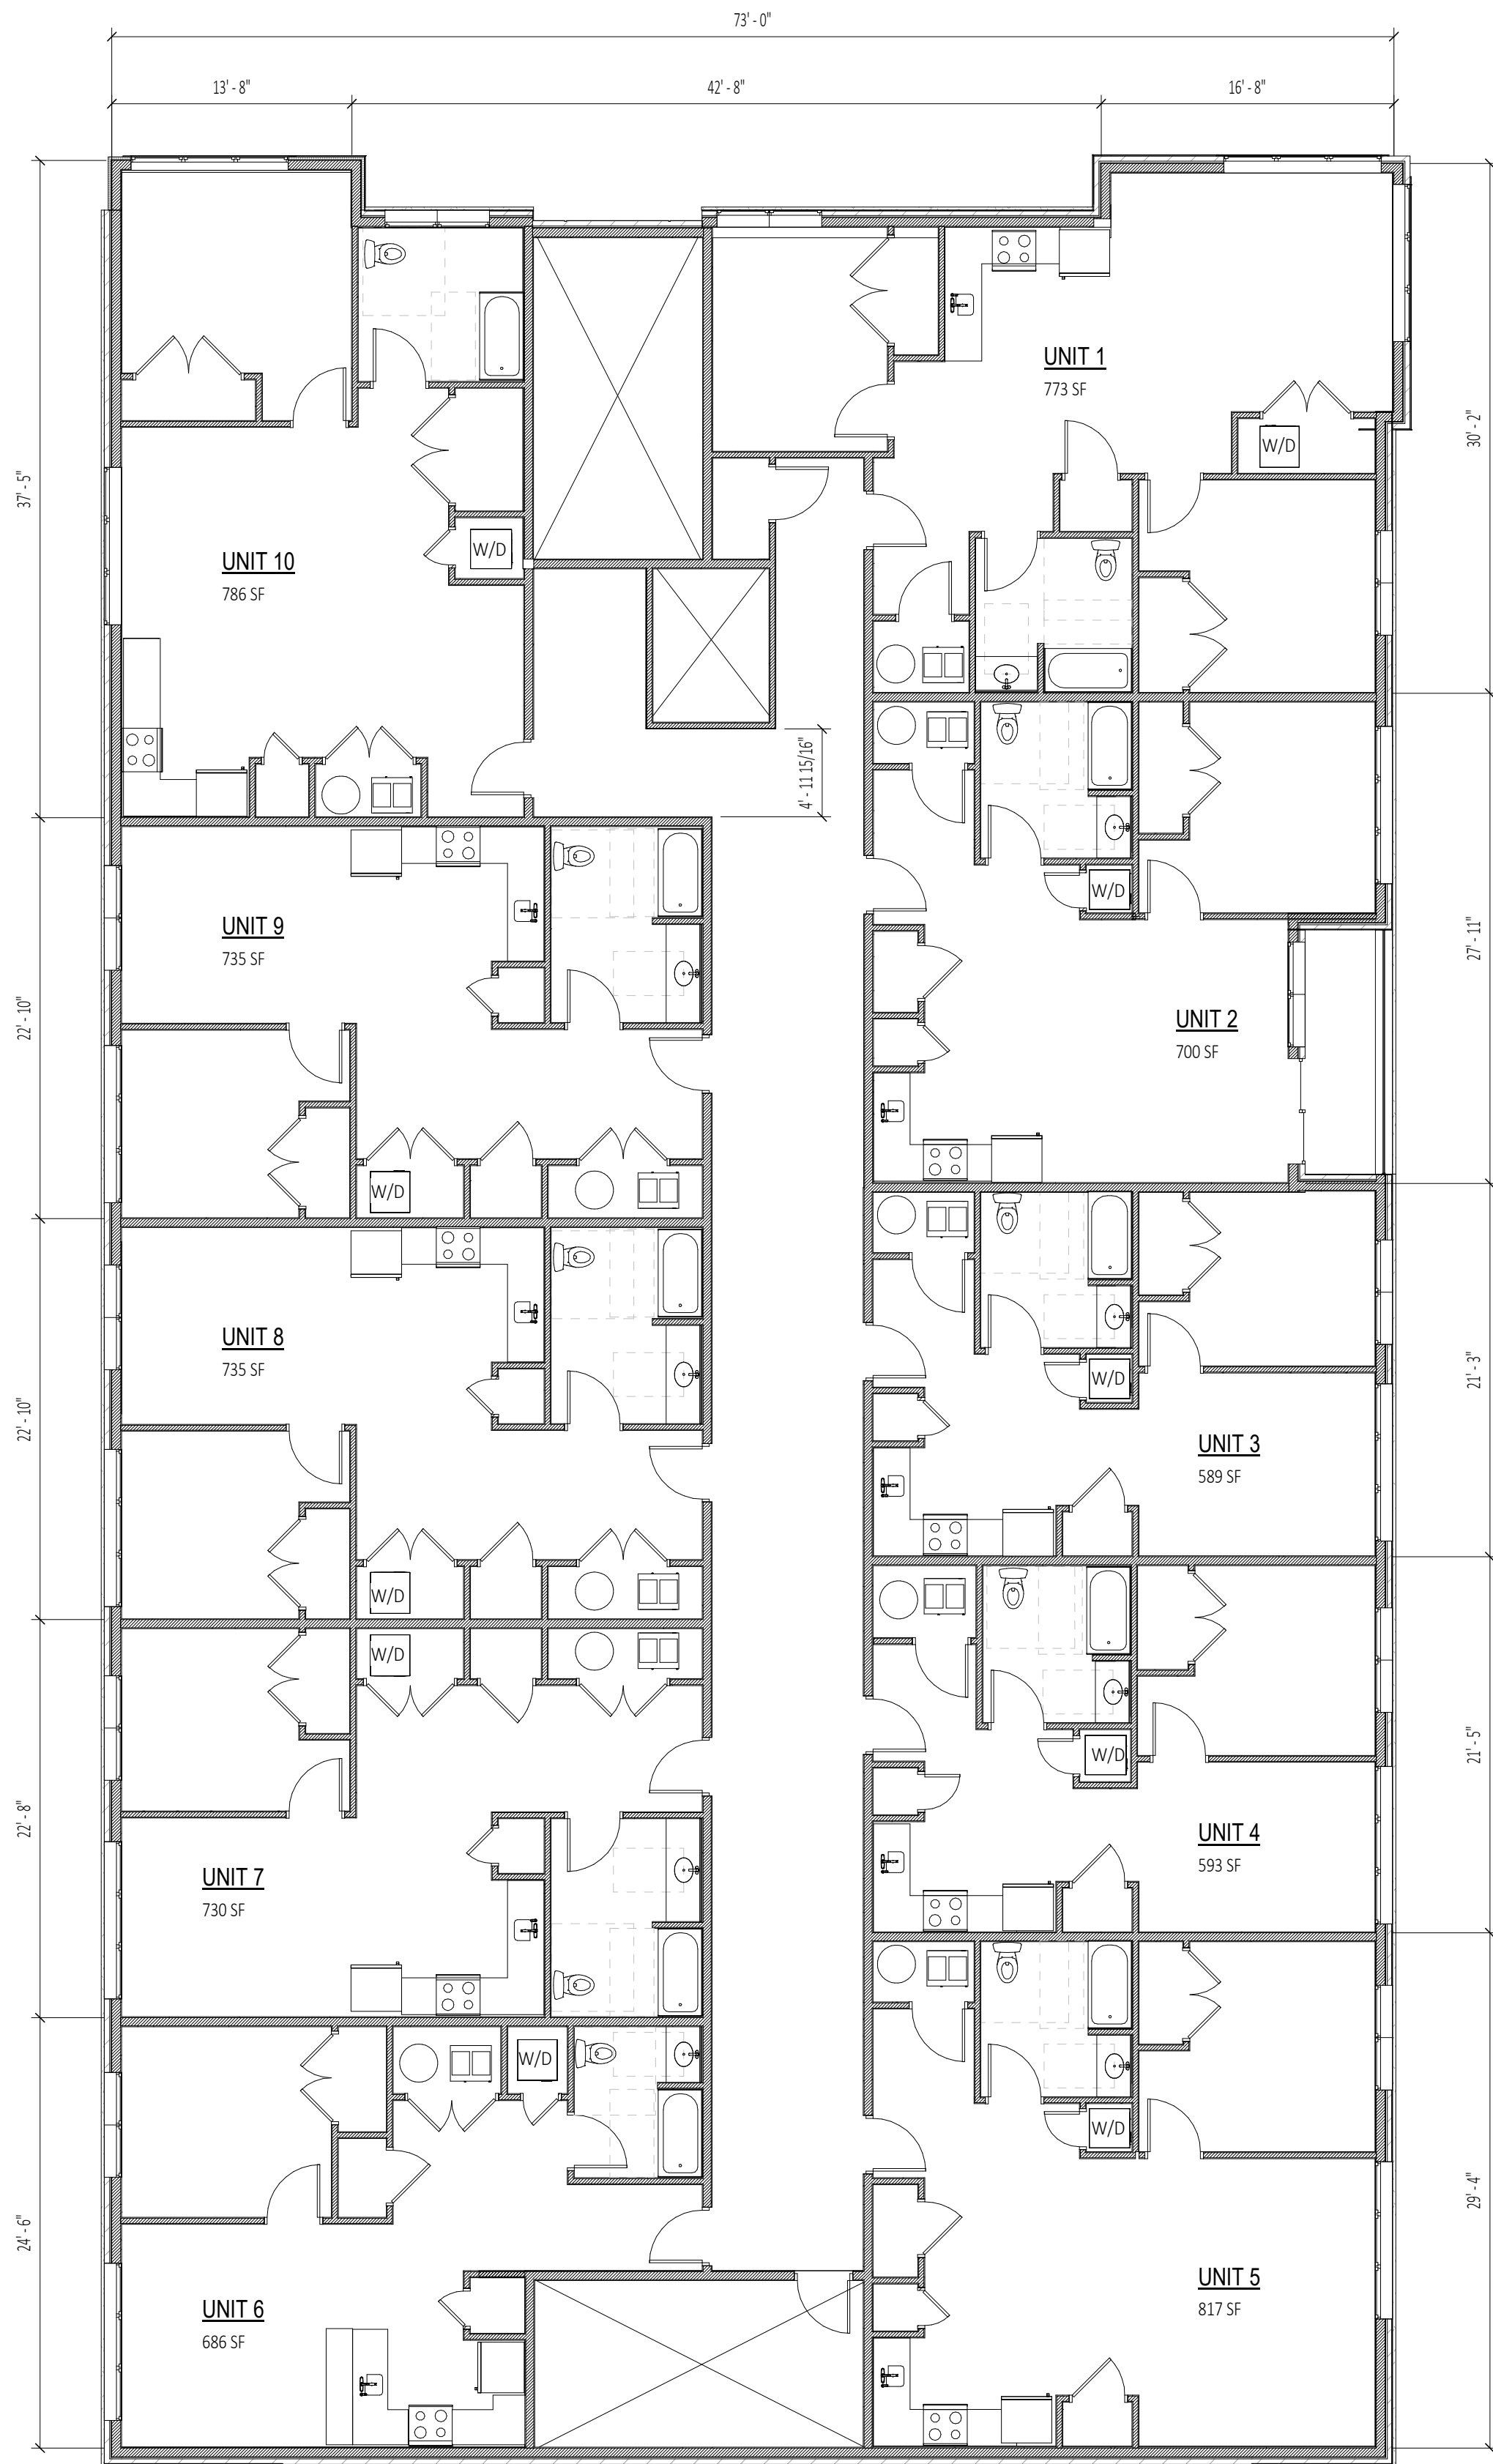 73' - 0"
13' - 8"
42' - 8"
16' - 8"
UNIT 1
773 SF
30' - 2"
W/D
37' - 5"
W/D
UNIT 10
786 SF
4' - 11 15/16"
W/D
UNIT 9
735 SF
27' - 11"
22' - 10"
UNIT 2
700 SF
W/D
UNIT 8
735 SF
21' - 3"
W/D
22' - 10"
UNIT 3
589 SF
W/D
W/D
21' - 5"
W/D
22' - 8"
UNIT 4
593 SF
UNIT 7
730 SF
W/D
W/D
24' - 6"
29' - 4"
UNIT 5
817 SF
UNIT 6
686 SF